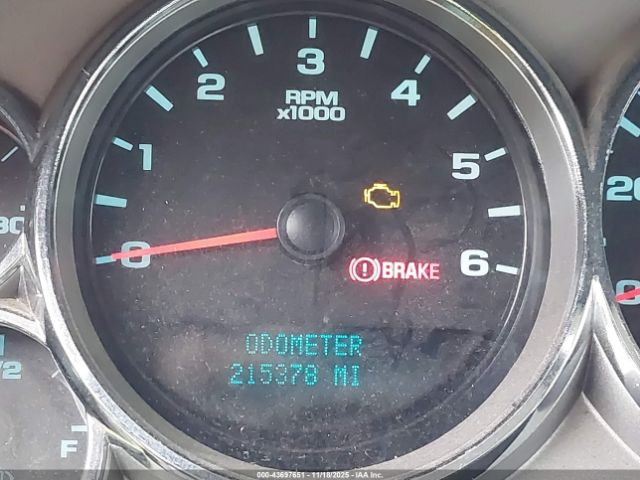 3
2
4
RPM
x1000
1
5
0
6
BRAKE
ODOMETER
215378 MI
F
000-43697651 - 11/18/2025 - IAA Inc.